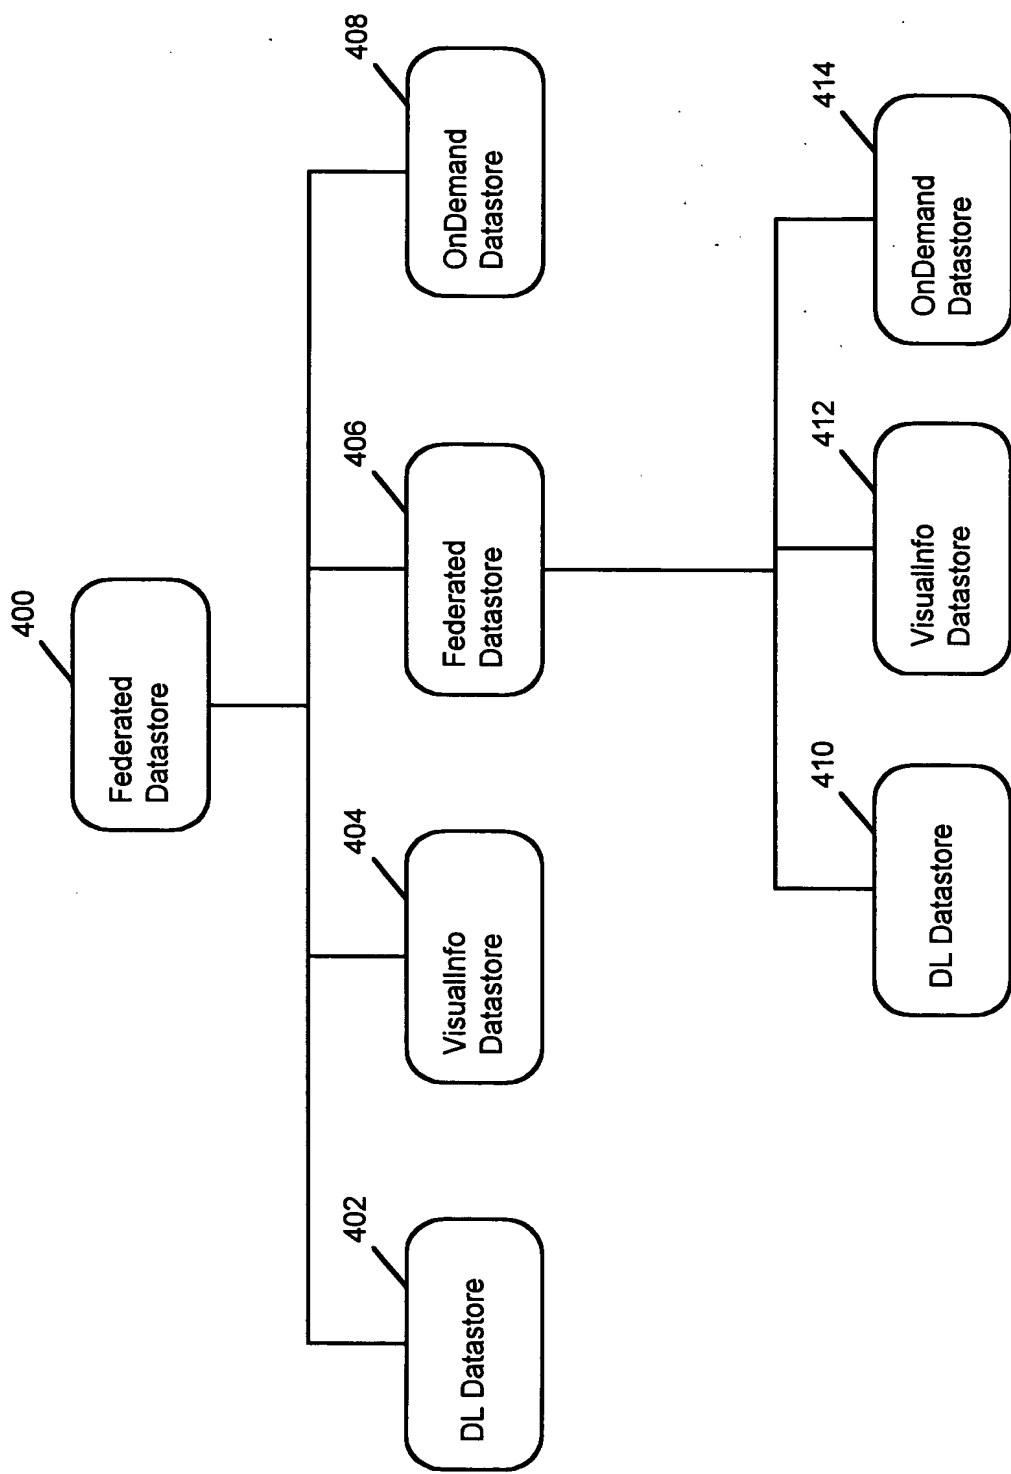 400
Federated
Datastore
402
DL Datastore
404
VisualInfo
Datastore
406
Federated
Datastore
408
OnDemand
Datastore
410
DL Datastore
412
VisualInfo
Datastore
414
OnDemand
Datastore